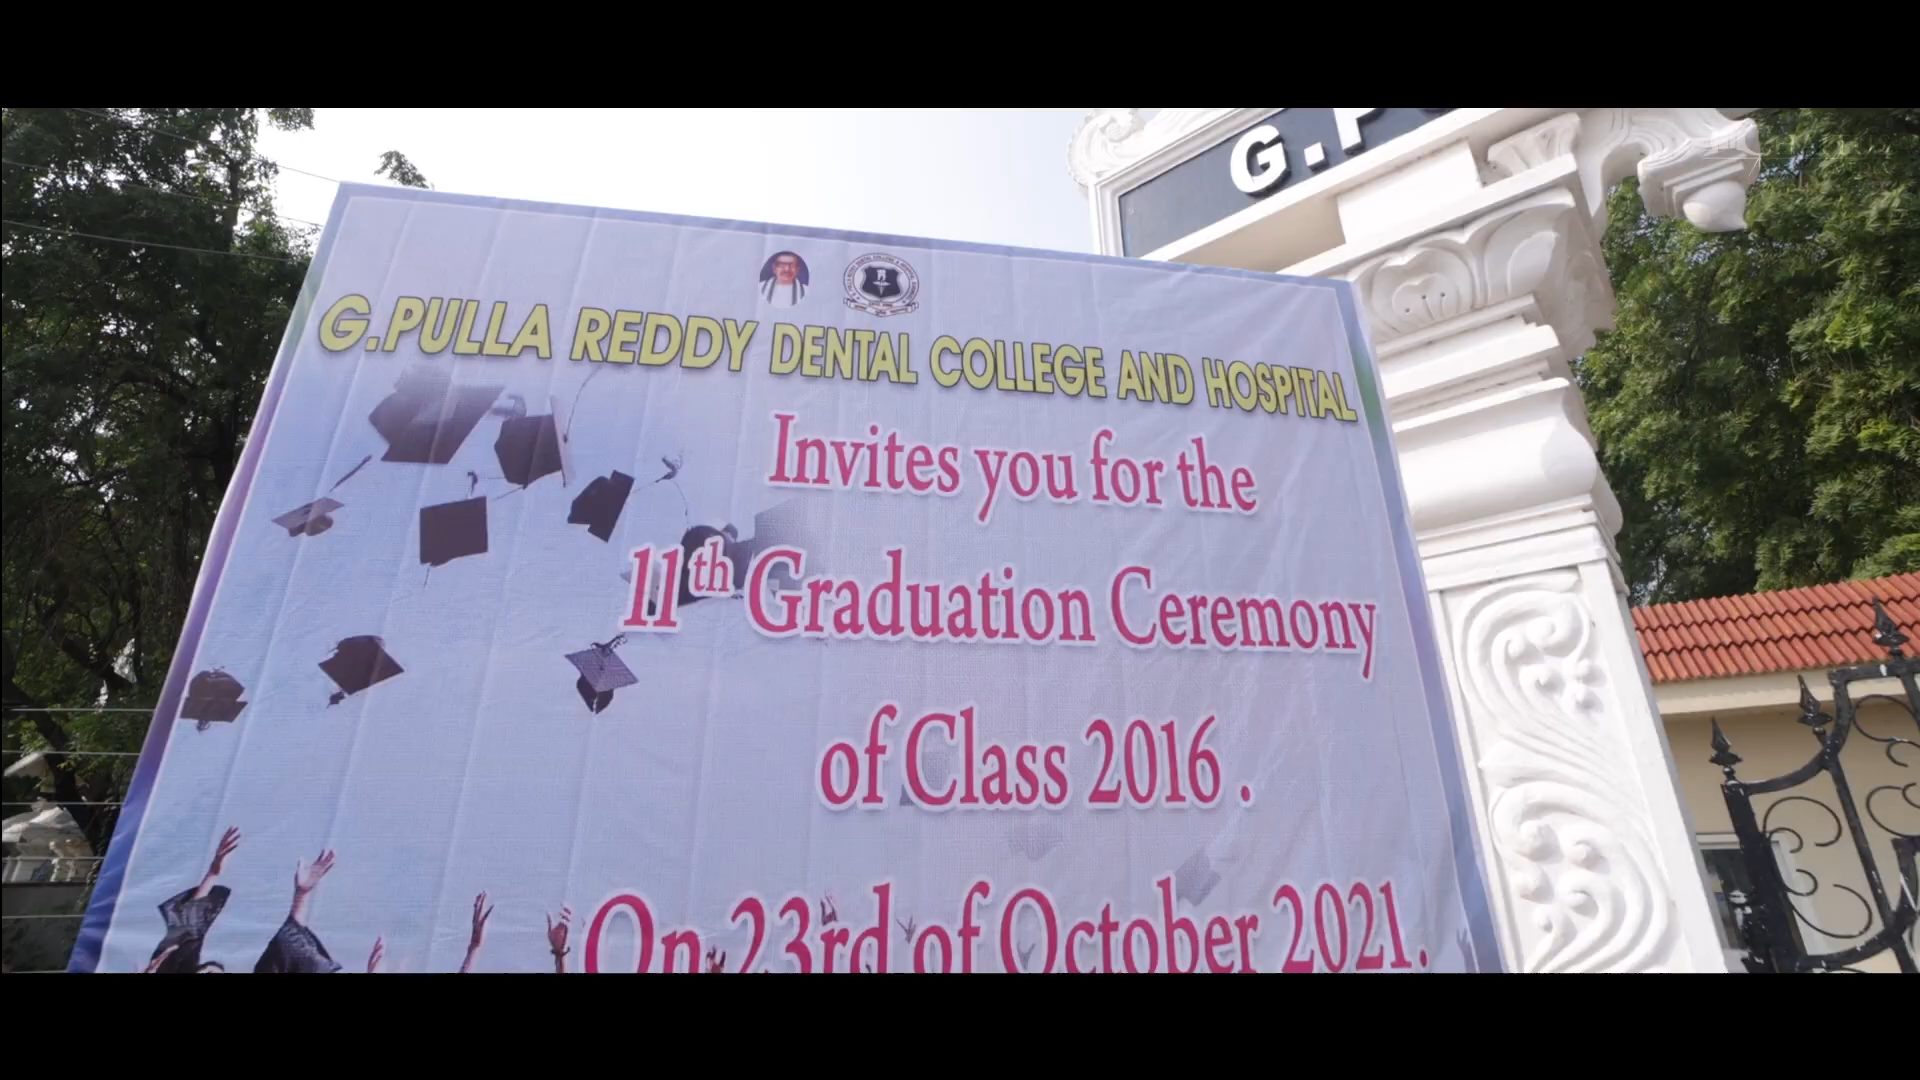 G.PU
G.PULLA REDDY DENTAL COLLEGE AND HOSPITAL
Invites you for the
11th Graduation Ceremony
of Class 2016 .
On 23rd of October 2021.